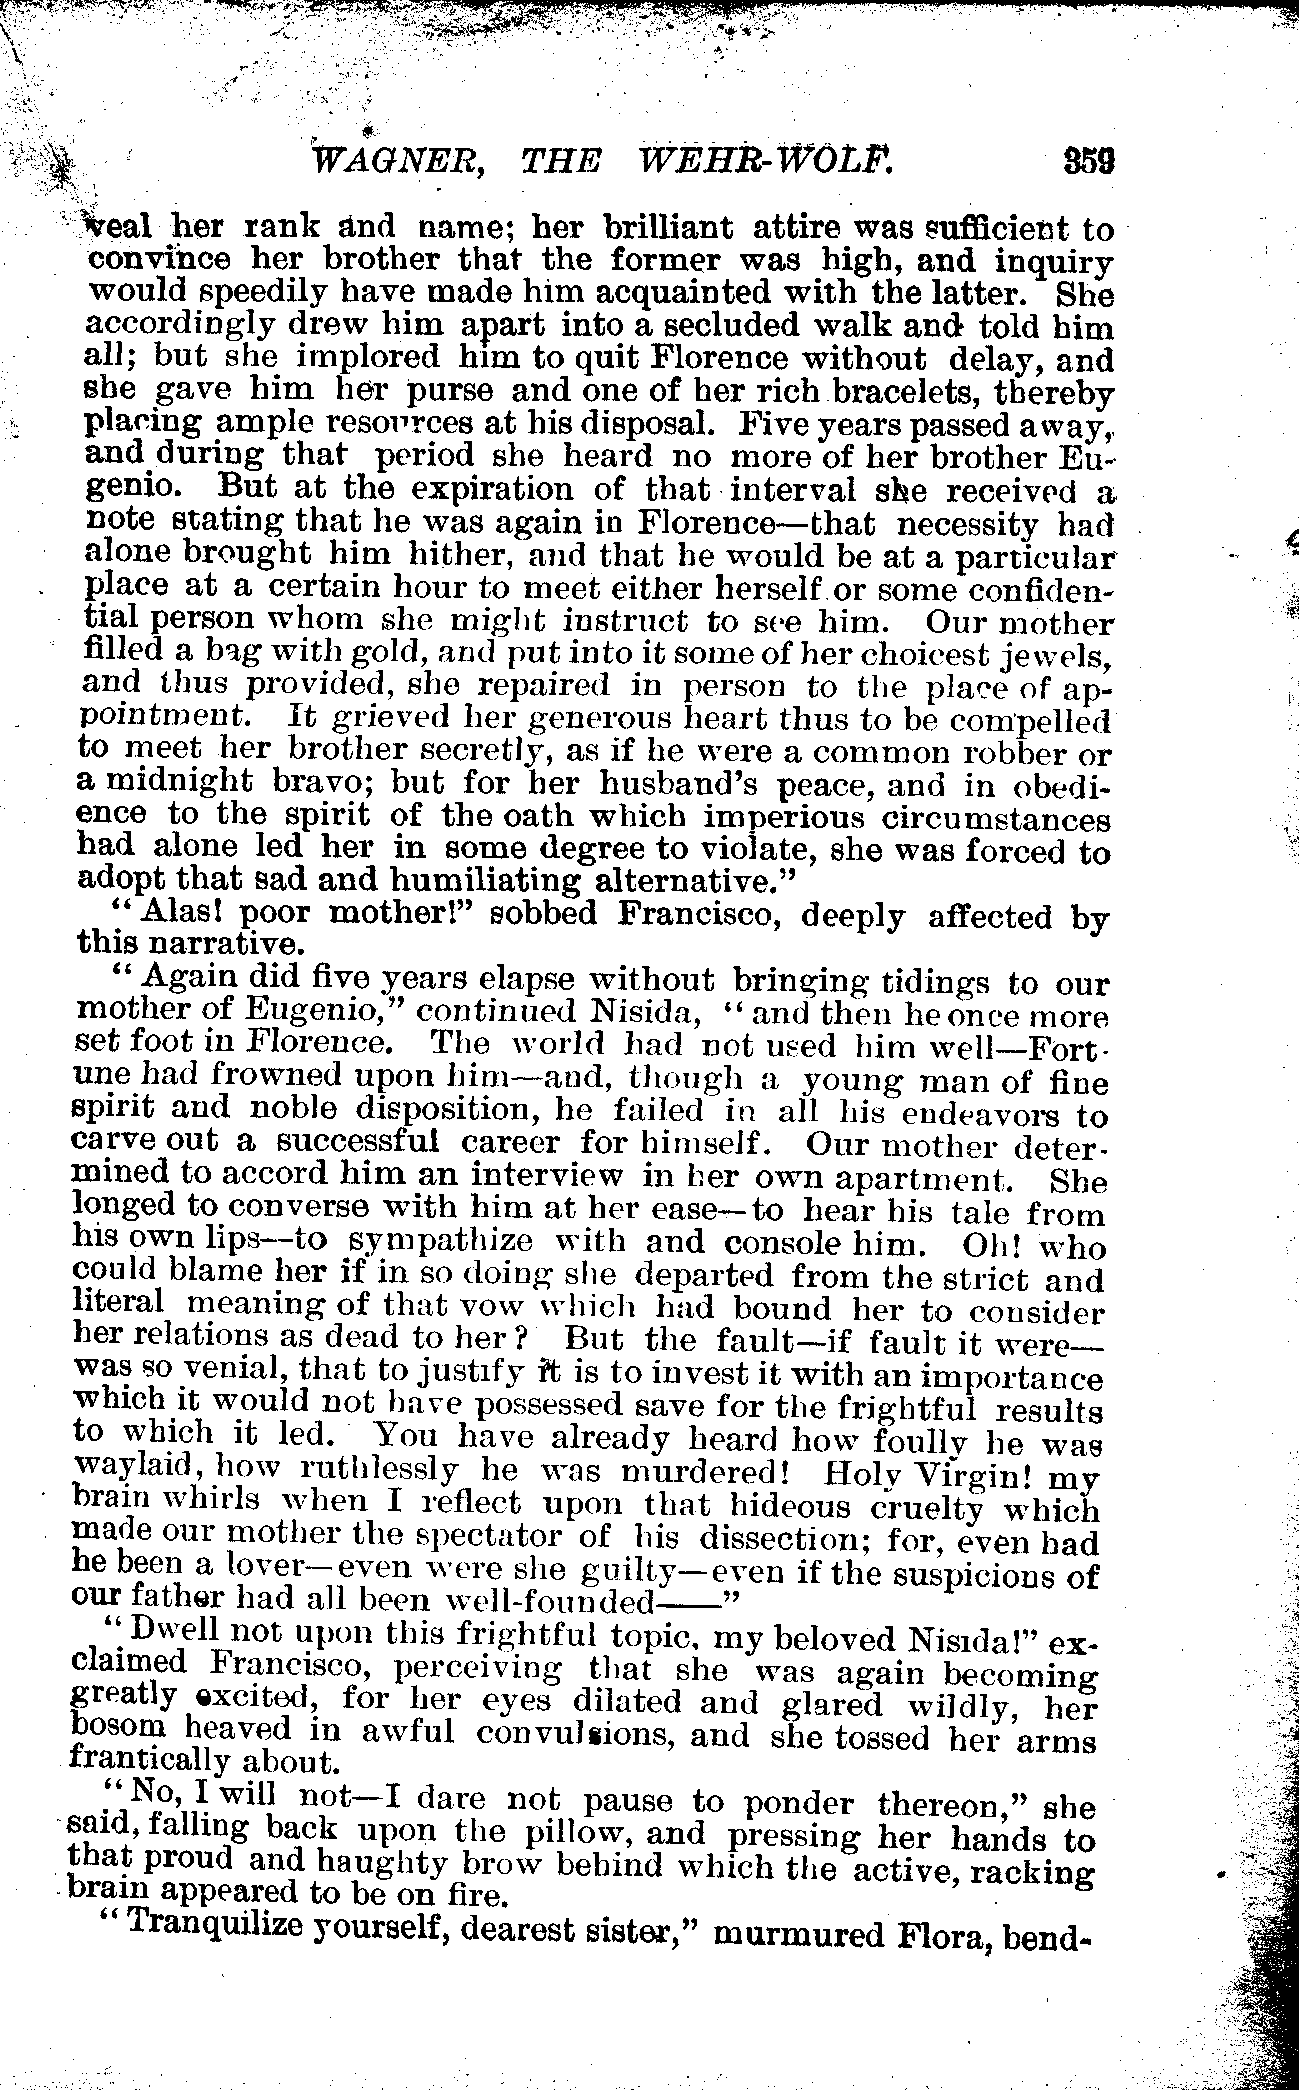 WAGNER, THE WEHR-WOLF. 359
veal her rank and name; her brilliant attire was sufficient to
convince her brother that the former was high, and inquiry
would speedily have made him acquainted with the latter. She
accordingly drew him apart into a secluded walk and told him
all; but she implored him to quit Florence without delay, and
she gave him her purse and one of her rich bracelets, thereby
placing ample resources at his disposal. Five years passed away,
and during that period she heard no more of her brother Eu-
genio. But at the expiration of that interval she received a
note stating that he was again in Florence—that necessity had
alone brought him hither, and that he would be at a particular
place at a certain hour to meet either herself or some confiden-
tial person whom she might instruct to see him. Our mother
filled a bag with gold, and put into it some of her choicest jewels,
and thus provided, she repaired in person to the place of ap-
pointment. It grieved her generous heart thus to be compelled
to meet her brother secretly, as if he were a common robber or
a midnight bravo; but for her husband's peace, and in obedi-
ence to the spirit of the oath which imperious circumstances
had alone led her in some degree to violate, she was forced to
adopt that sad and humiliating alternative."
"Alas! poor mother!" sobbed Francisco, deeply affected by
this narrative.
"Again did five years elapse without bringing tidings to our
mother of Eugenio," continued Nisida, "and then he once more
set foot in Florence. The world had not used him well—Fort-
une had frowned upon him—and, though a young man of fine
spirit and noble disposition, he failed in all his endeavors to
carve out a successful career for himself. Our mother deter-
mined to accord him an interview in her own apartment. She
longed to converse with him at her ease—to hear his tale from
his own lips—to sympathize with and console him. Oh! who
could blame her if in so doing she departed from the strict and
literal meaning of that vow which had bound her to consider
her relations as dead to her? But the fault—if fault it were—
was so venial, that to justify it is to invest it with an importance
which it would not have possessed save for the frightful results
to which it led. You have already heard how foully he was
waylaid, how ruthlessly he was murdered! Holy Virgin! my
brain whirls when I reflect upon that hideous cruelty which
made our mother the spectator of his dissection; for, even had
he been a lover—even were she guilty—even if the suspicions of
our father had all been well-founded——"
"Dwell not upon this frightful topic, my beloved Nisida!" ex-
claimed Francisco, perceiving that she was again becoming
greatly excited, for her eyes dilated and glared wildly, her
bosom heaved in awful convulsions, and she tossed her arms
frantically about.
"No, I will not—I dare not pause to ponder thereon," she
said, falling back upon the pillow, and pressing her hands to
that proud and haughty brow behind which the active, racking
brain appeared to be on fire.
"Tranquilize yourself, dearest sister," murmured Flora, bend-